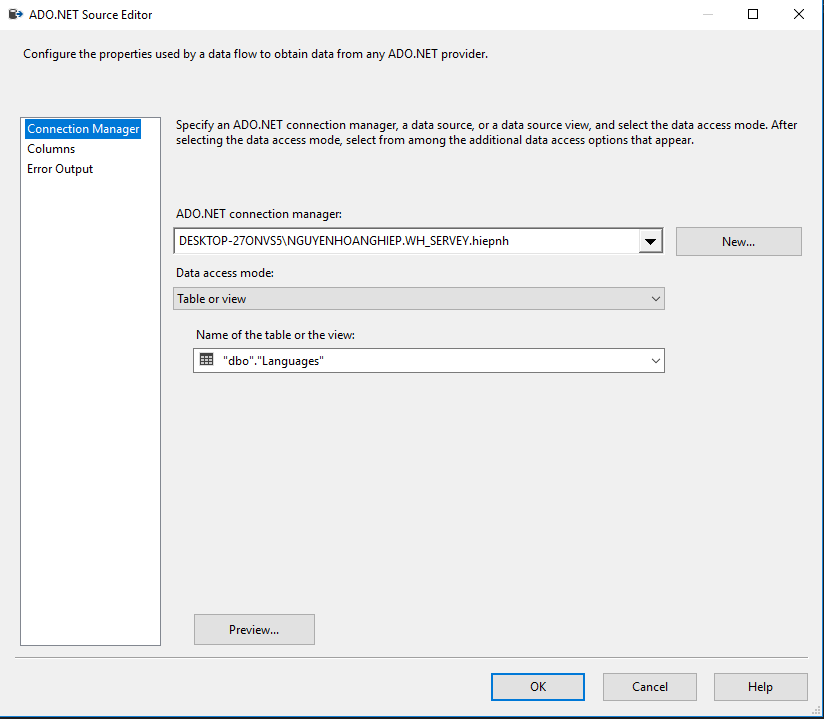 ADO.NET Source Editor
Configure the properties used by a data flow to obtain data from any ADO.NET provider.
Connection Manager
Columns
Error Output
Specify an ADO.NET connection manager, a data source, or a data source view, and select the data access mode. After
selecting the data access mode, select from among the additional data access options that appear.
ADO.NET connection manager:
DESKTOP-27ONVS5\NGUYENHOANGHIEP.WH_SERVEY.hiepnh
New...
Data access mode:
Table or view
Name of the table or the view:
"dbo"."Languages"
Preview...
OK
Cancel
Help